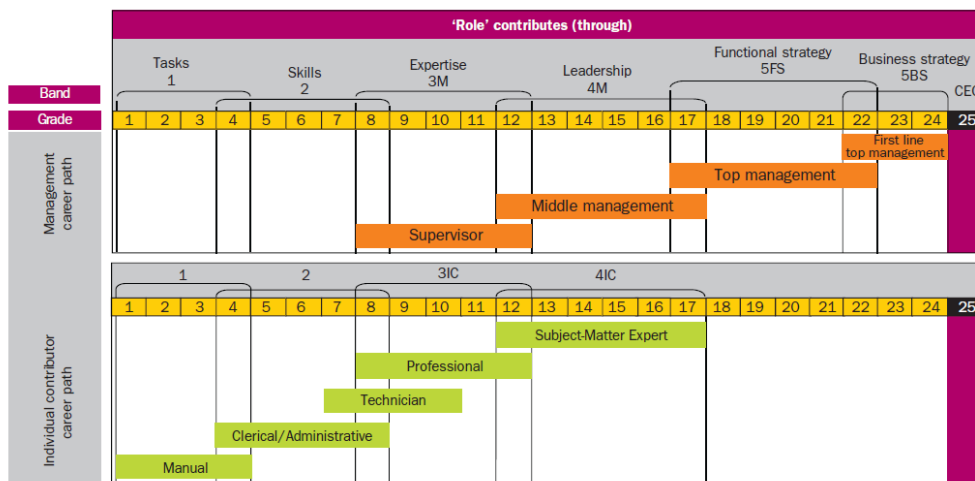 ‘Role’ contributes (through)
Tasks
1
Skills
2
Expertise
3M
Leadership
4M
Functional strategy
5FS
Business strategy
5BS
Band
CEO
Grade
1 2 3 4 5 6 7 8 9 10 11 12 13 14 15 16 17 18 19 20 21 22 23 24 25
Management
career path
First line
top management
Top management
Middle management
Supervisor
1 2 3IC 4IC
1 2 3 4 5 6 7 8 9 10 11 12 13 14 15 16 17 18 19 20 21 22 23 24 25
Individual contributor
career path
Subject-Matter Expert
Professional
Technician
Clerical/Administrative
Manual